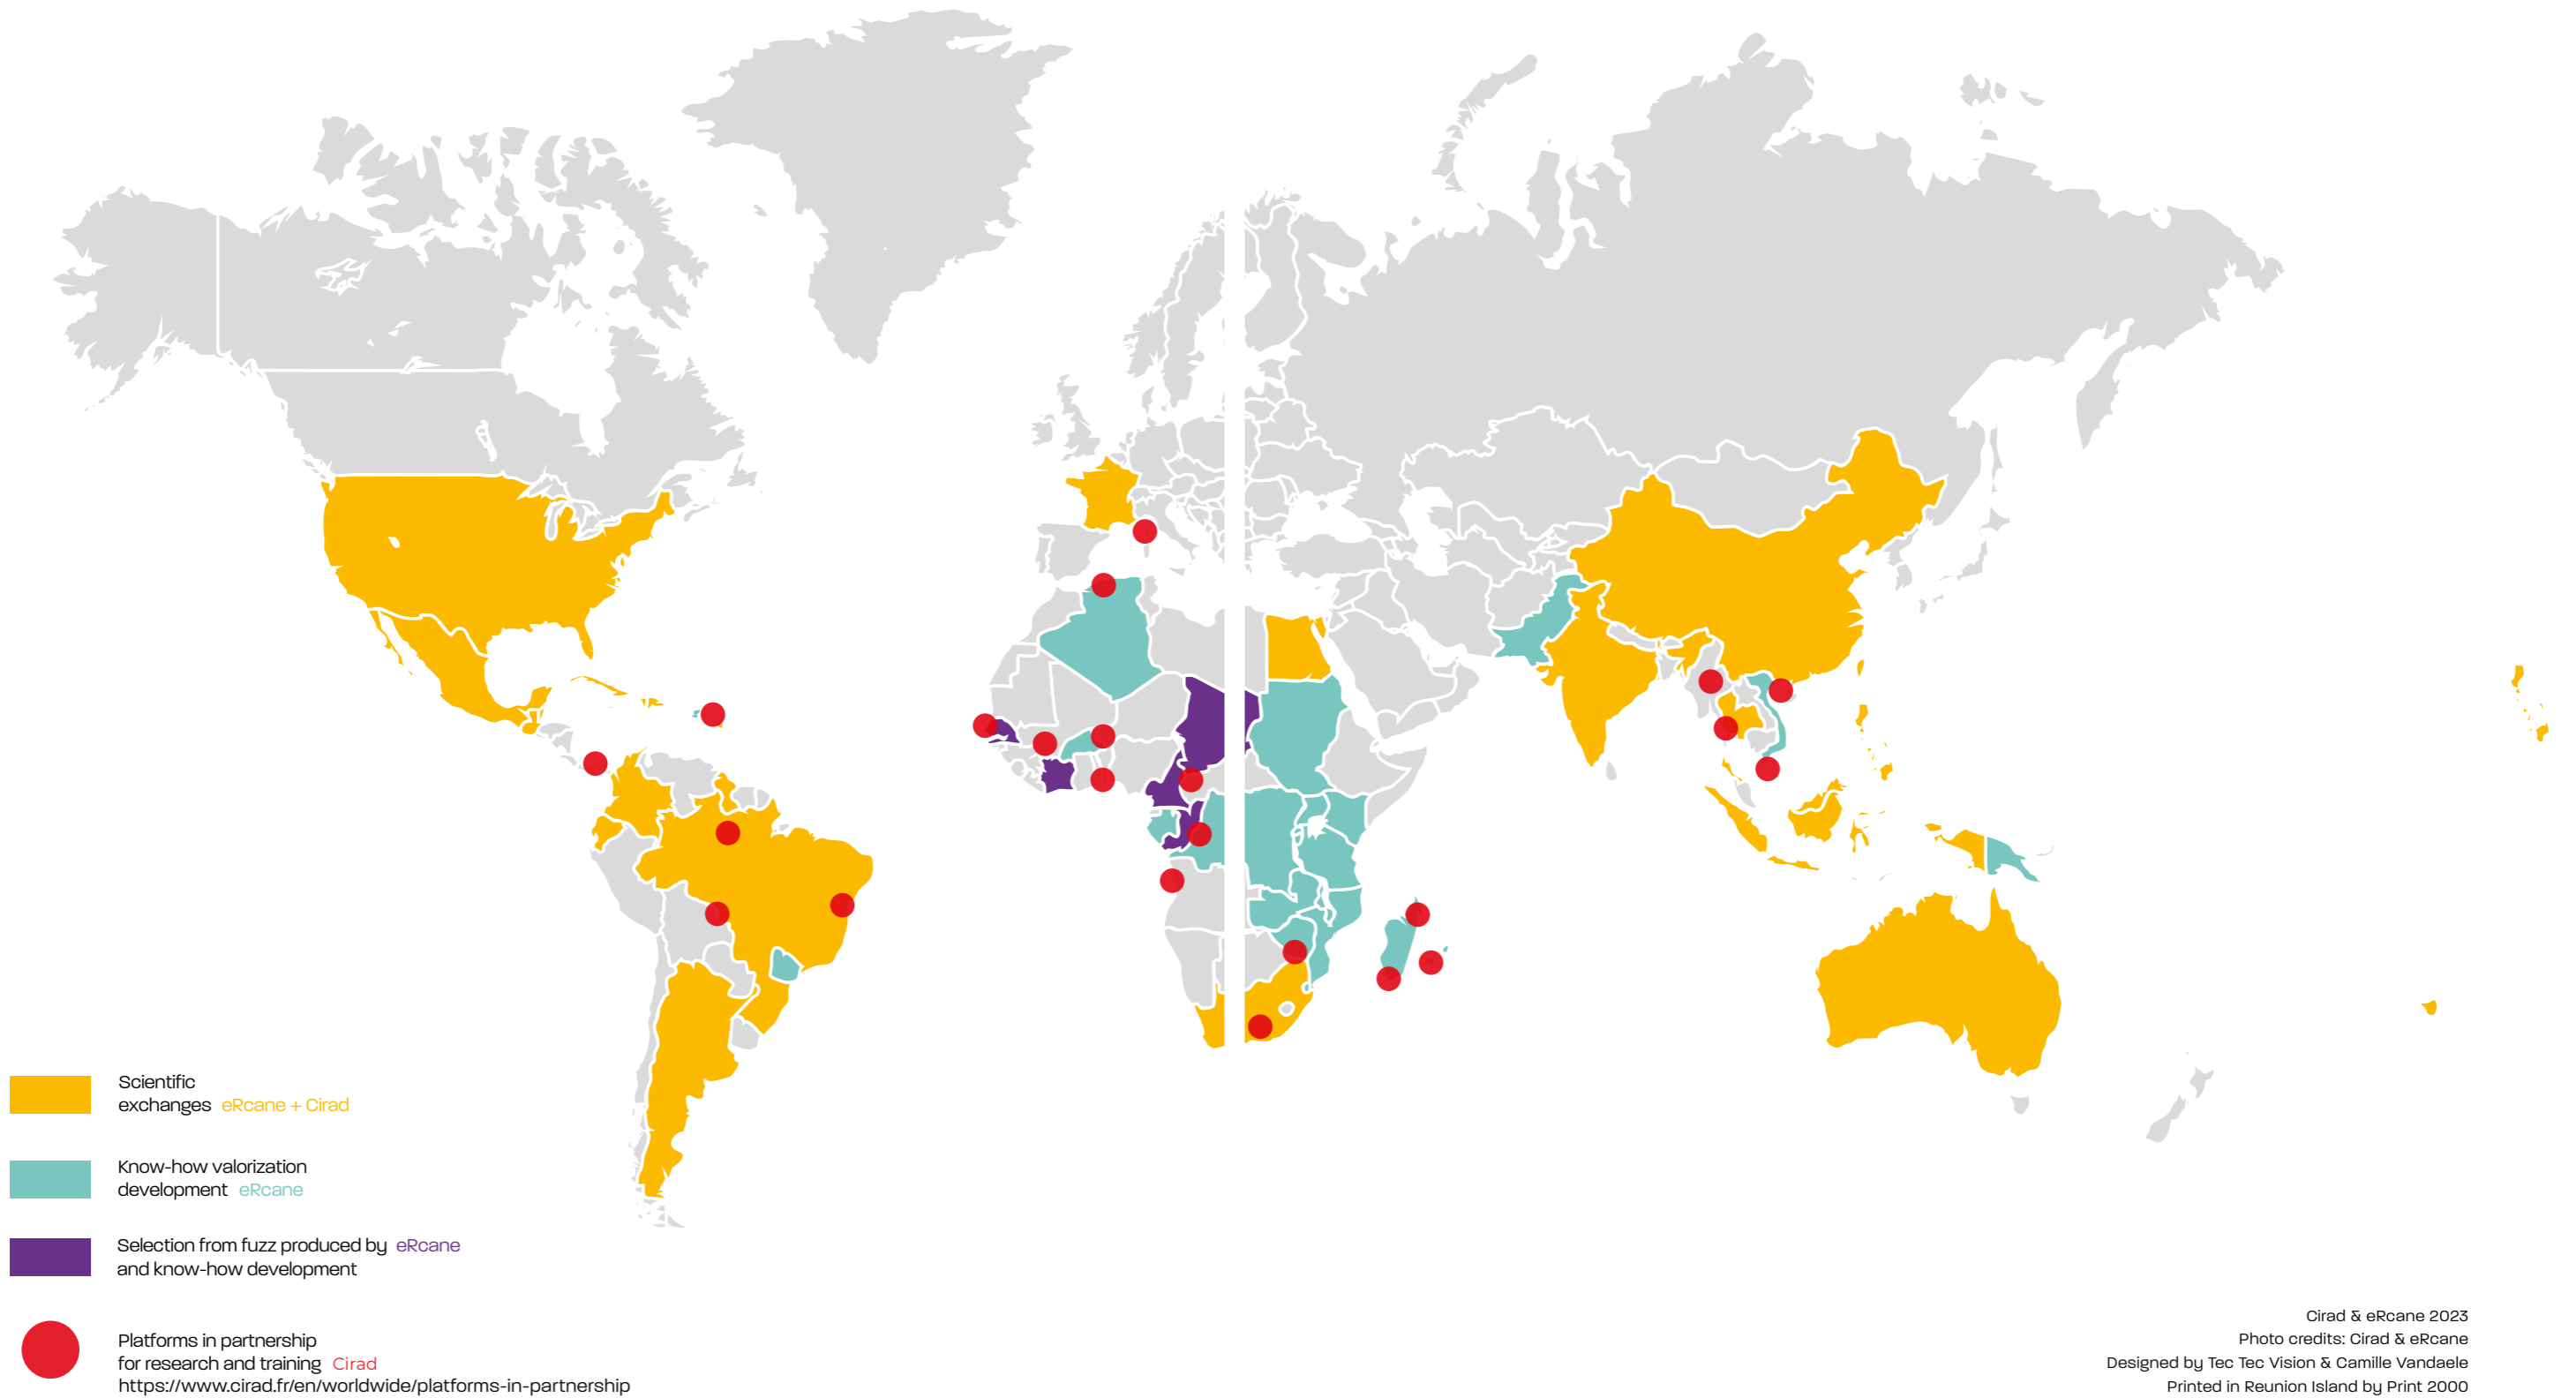 Scientific
exchanges eRcane + Cirad
Know-how valorization
development eRcane
Selection from fuzz produced by eRcane
and know-how development
Platforms in partnership
for research and training Cirad
https://www.cirad.fr/en/worldwide/platforms-in-partnership
Cirad & eRcane 2023
Photo credits: Cirad & eRcane
Designed by Tec Tec Vision & Camille Vandaele
Printed in Reunion Island by Print 2000